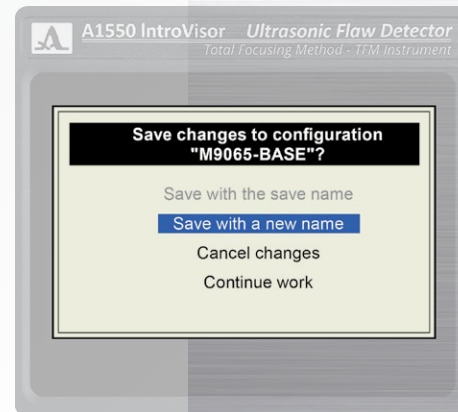 A1550 IntroVisor Ultrasonic Flaw Detector
Total Focusing Method - TFM Instrument
Save changes to configuration
"M9065-BASE"?
Save with the save name
Save with a new name
Cancel changes
Continue work